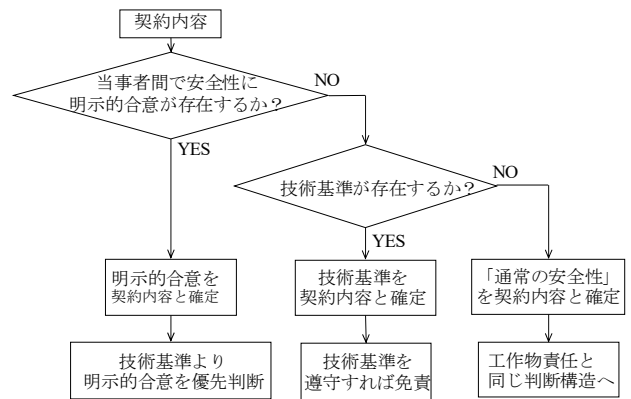 契約内容
当事者間で安全性に
明示的合意が存在するか？
NO
YES
技術基準が存在するか？
NO
YES
明示的合意を
契約内容と確定
技術基準を
契約内容と確定
「通常の安全性」
を契約内容と確定
技術基準より
明示的合意を優先判断
技術基準を
遵守すれば免責
工作物責任と
同じ判断構造へ